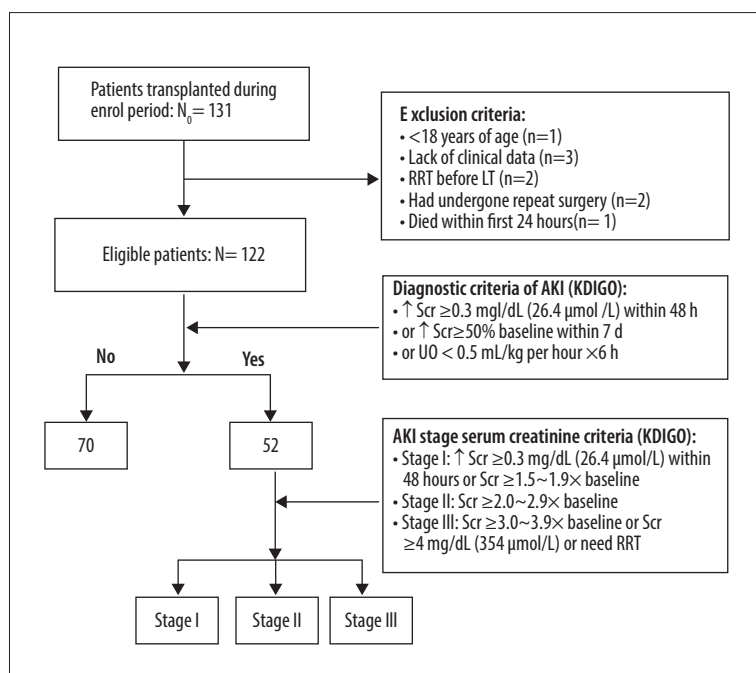 Patients transplanted during
enrol period: N₀= 131
E xclusion criteria:
• <18 years of age (n=1)
• Lack of clinical data (n=3)
• RRT before LT (n=2)
• Had undergone repeat surgery (n=2)
• Died within first 24 hours(n= 1)
Eligible patients: N= 122
Diagnostic criteria of AKI (KDIGO):
• ↑ Scr ≥0.3 mgl/dL (26.4 μmol /L) within 48 h
• or ↑ Scr≥50% baseline within 7 d
• or UO < 0.5 mL/kg per hour ×6 h
No
Yes
70
52
AKI stage serum creatinine criteria (KDIGO):
• Stage I: ↑ Scr ≥0.3 mg/dL (26.4 μmol/L) within
48 hours or Scr ≥1.5~1.9× baseline
• Stage II: Scr ≥2.0~2.9× baseline
• Stage III: Scr ≥3.0~3.9× baseline or Scr
≥4 mg/dL (354 μmol/L) or need RRT
Stage I
Stage II
Stage III